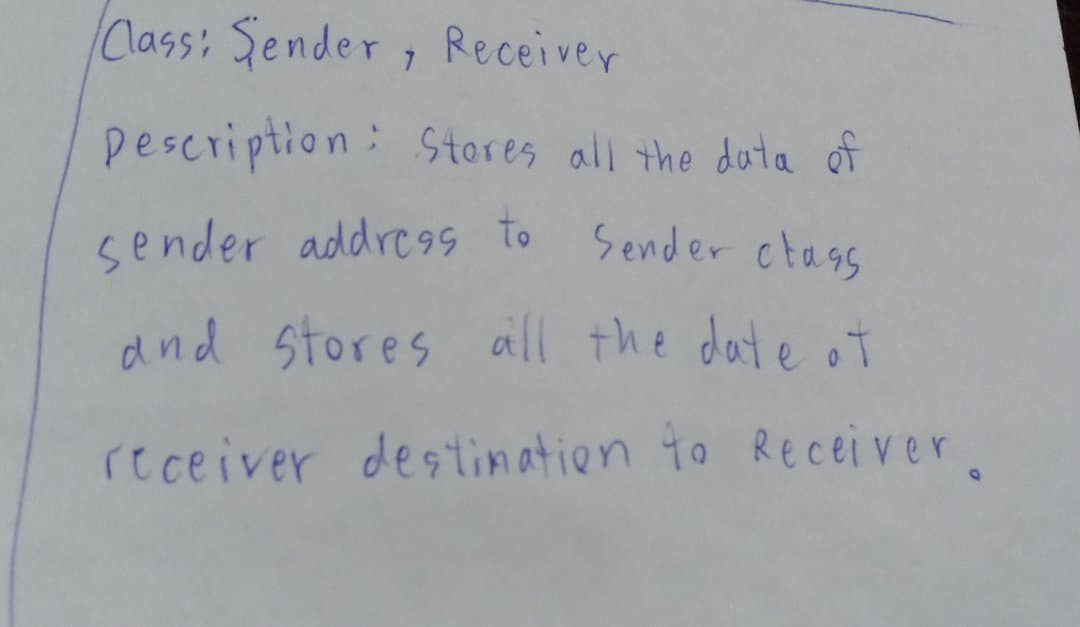 Class: Sender, Receiver
Description: Stores all the data of
sender address to Sender class
and stores all the date of
receiver destination to Receiver.